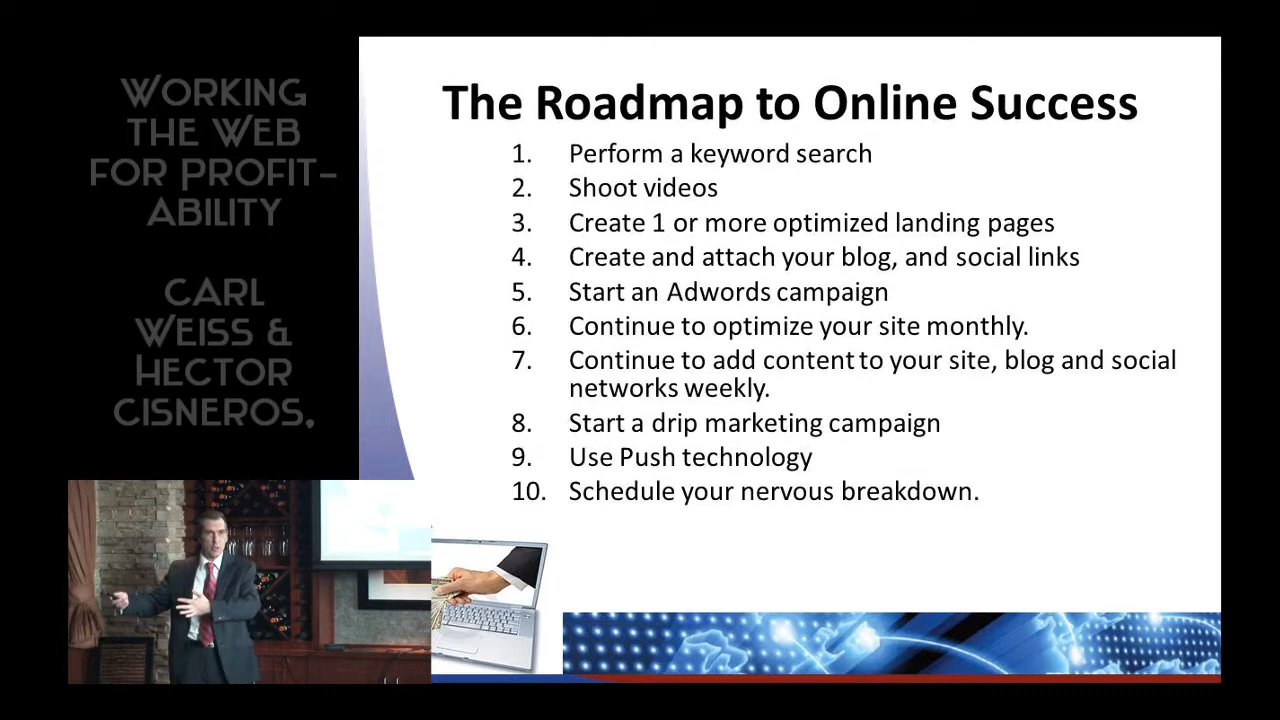 WORKING
THE WEB
FOR PROFIT-
ABILITY
CARL
WEISS &
HECTOR
CISNEROS,
The Roadmap to Online Success
1. Perform a keyword search
2. Shoot videos
3. Create 1 or more optimized landing pages
4. Create and attach your blog, and social links
5. Start an Adwords campaign
6. Continue to optimize your site monthly.
7. Continue to add content to your site, blog and social
networks weekly.
8. Start a drip marketing campaign
9. Use Push technology
10. Schedule your nervous breakdown.